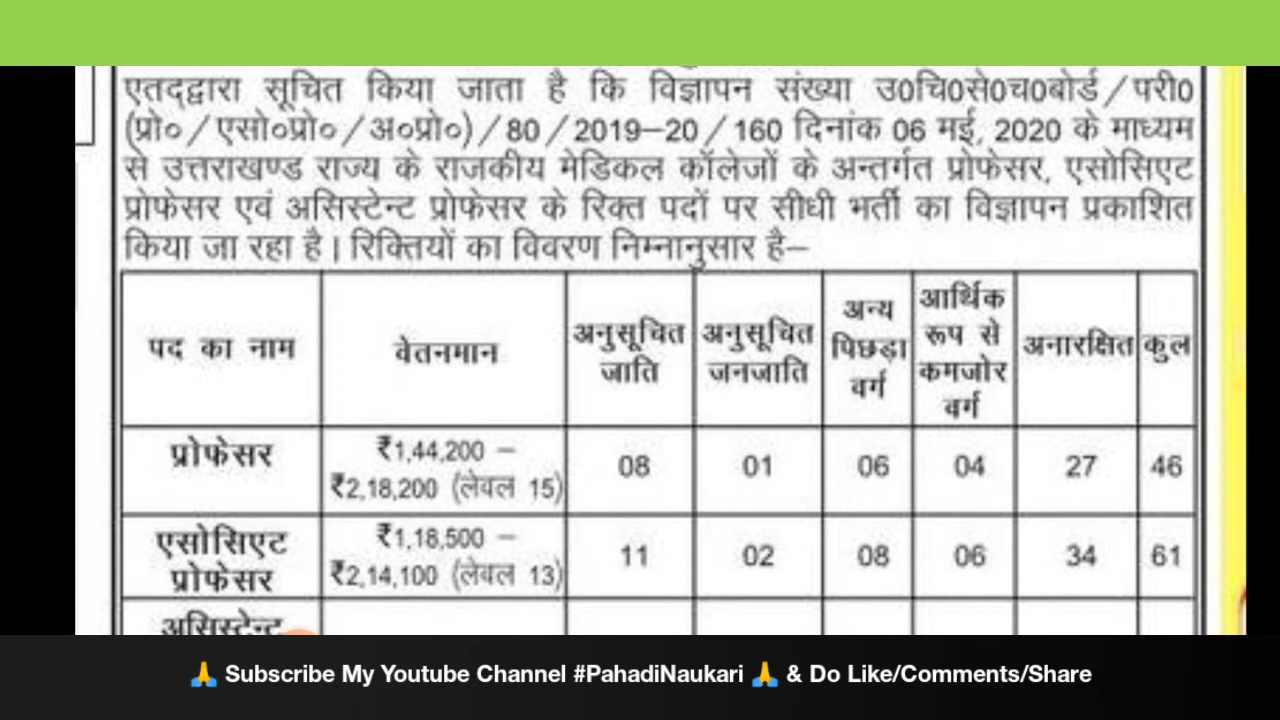 एतद्द्वारा सूचित किया जाता है कि विज्ञापन संख्या उ0चि0से0च0बोर्ड/परी0
(प्रो०/एसो०प्रो०/अ०प्रो०)/80/2019–20/160 दिनांक 06 मई, 2020 के माध्यम
से उत्तराखण्ड राज्य के राजकीय मेडिकल कॉलेजों के अन्तर्गत प्रोफेसर, एसोसिएट
प्रोफेसर एवं असिस्टेन्ट प्रोफेसर के रिक्त पदों पर सीधी भर्ती का विज्ञापन प्रकाशित
किया जा रहा है। रिक्तियों का विवरण निम्नानुसार है–
पद का नाम वेतनमान अनुसूचित जाति अनुसूचित जनजाति अन्य पिछड़ा वर्ग आर्थिक रूप से कमजोर वर्ग अनारक्षित कुल
प्रोफेसर ₹1,44,200 – ₹2,18,200 (लेवल 15) 08 01 06 04 27 46
एसोसिएट प्रोफेसर ₹1,18,500 – ₹2,14,100 (लेवल 13) 11 02 08 06 34 61
असिस्टेन्ट
🙏 Subscribe My Youtube Channel #PahadiNaukari 🙏 & Do Like/Comments/Share